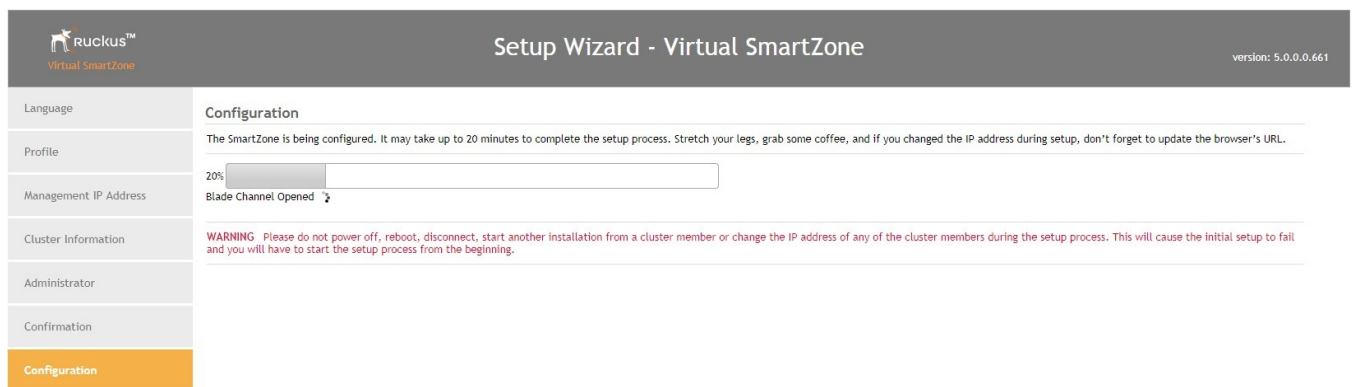 Ruckus™
Virtual SmartZone
Setup Wizard - Virtual SmartZone
version: 5.0.0.0.661
Language
Profile
Management IP Address
Cluster Information
Administrator
Confirmation
Configuration
Configuration
The SmartZone is being configured. It may take up to 20 minutes to complete the setup process. Stretch your legs, grab some coffee, and if you changed the IP address during setup, don't forget to update the browser's URL.
20%
Blade Channel Opened
WARNING Please do not power off, reboot, disconnect, start another installation from a cluster member or change the IP address of any of the cluster members during the setup process. This will cause the initial setup to fail
and you will have to start the setup process from the beginning.